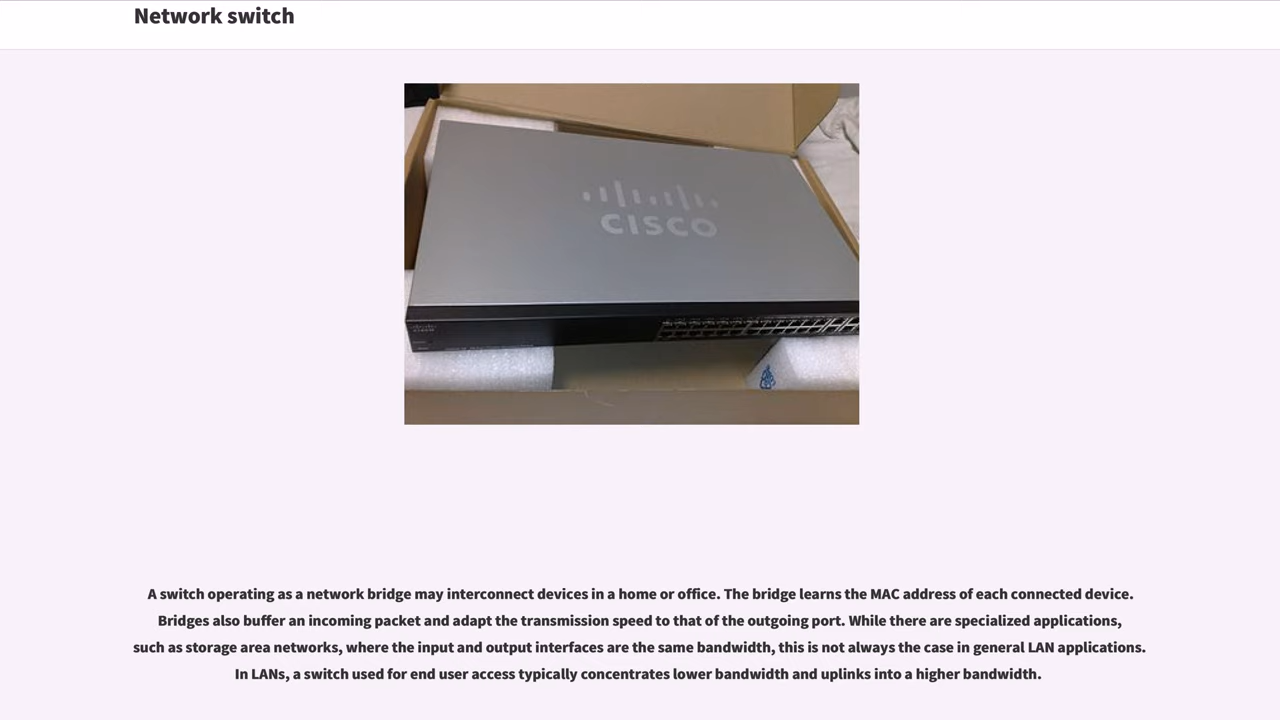 Network switch
CISCO
CISCO
A switch operating as a network bridge may interconnect devices in a home or office. The bridge learns the MAC address of each connected device.
Bridges also buffer an incoming packet and adapt the transmission speed to that of the outgoing port. While there are specialized applications,
such as storage area networks, where the input and output interfaces are the same bandwidth, this is not always the case in general LAN applications.
In LANs, a switch used for end user access typically concentrates lower bandwidth and uplinks into a higher bandwidth.